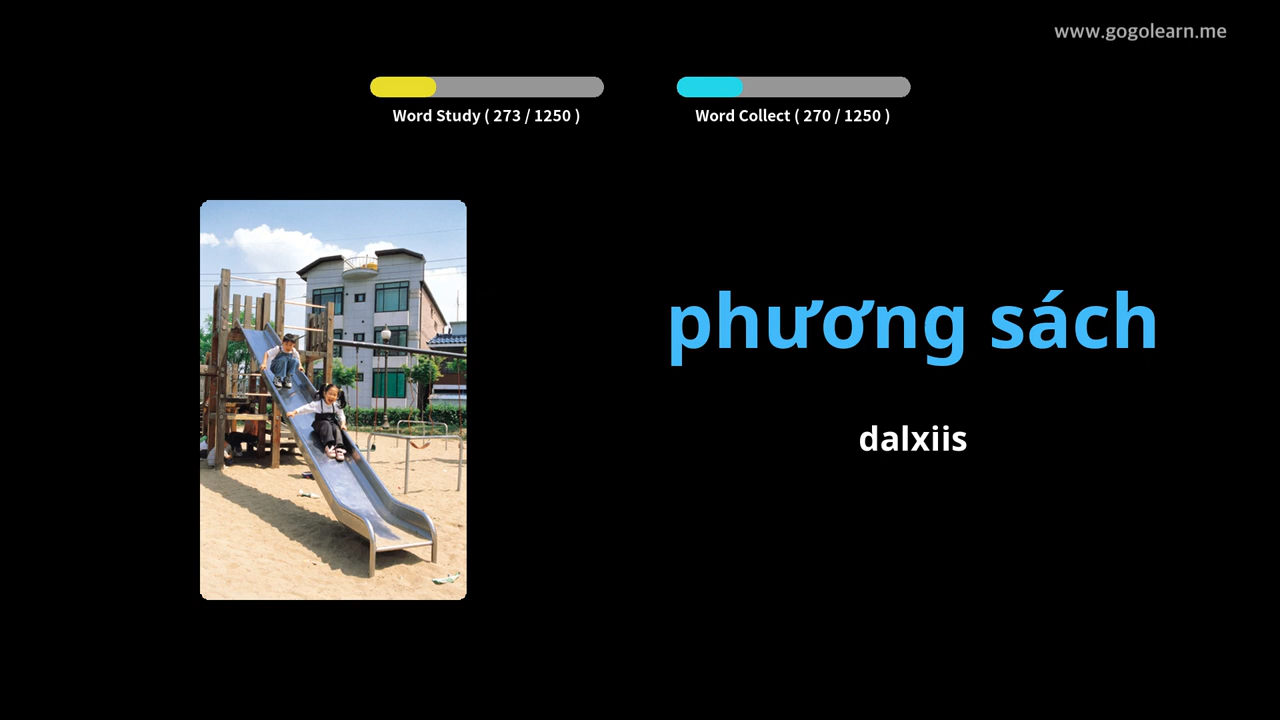 www.gogolearn.me
Word Study ( 273 / 1250 )
Word Collect ( 270 / 1250 )
phương sách
dalxiis